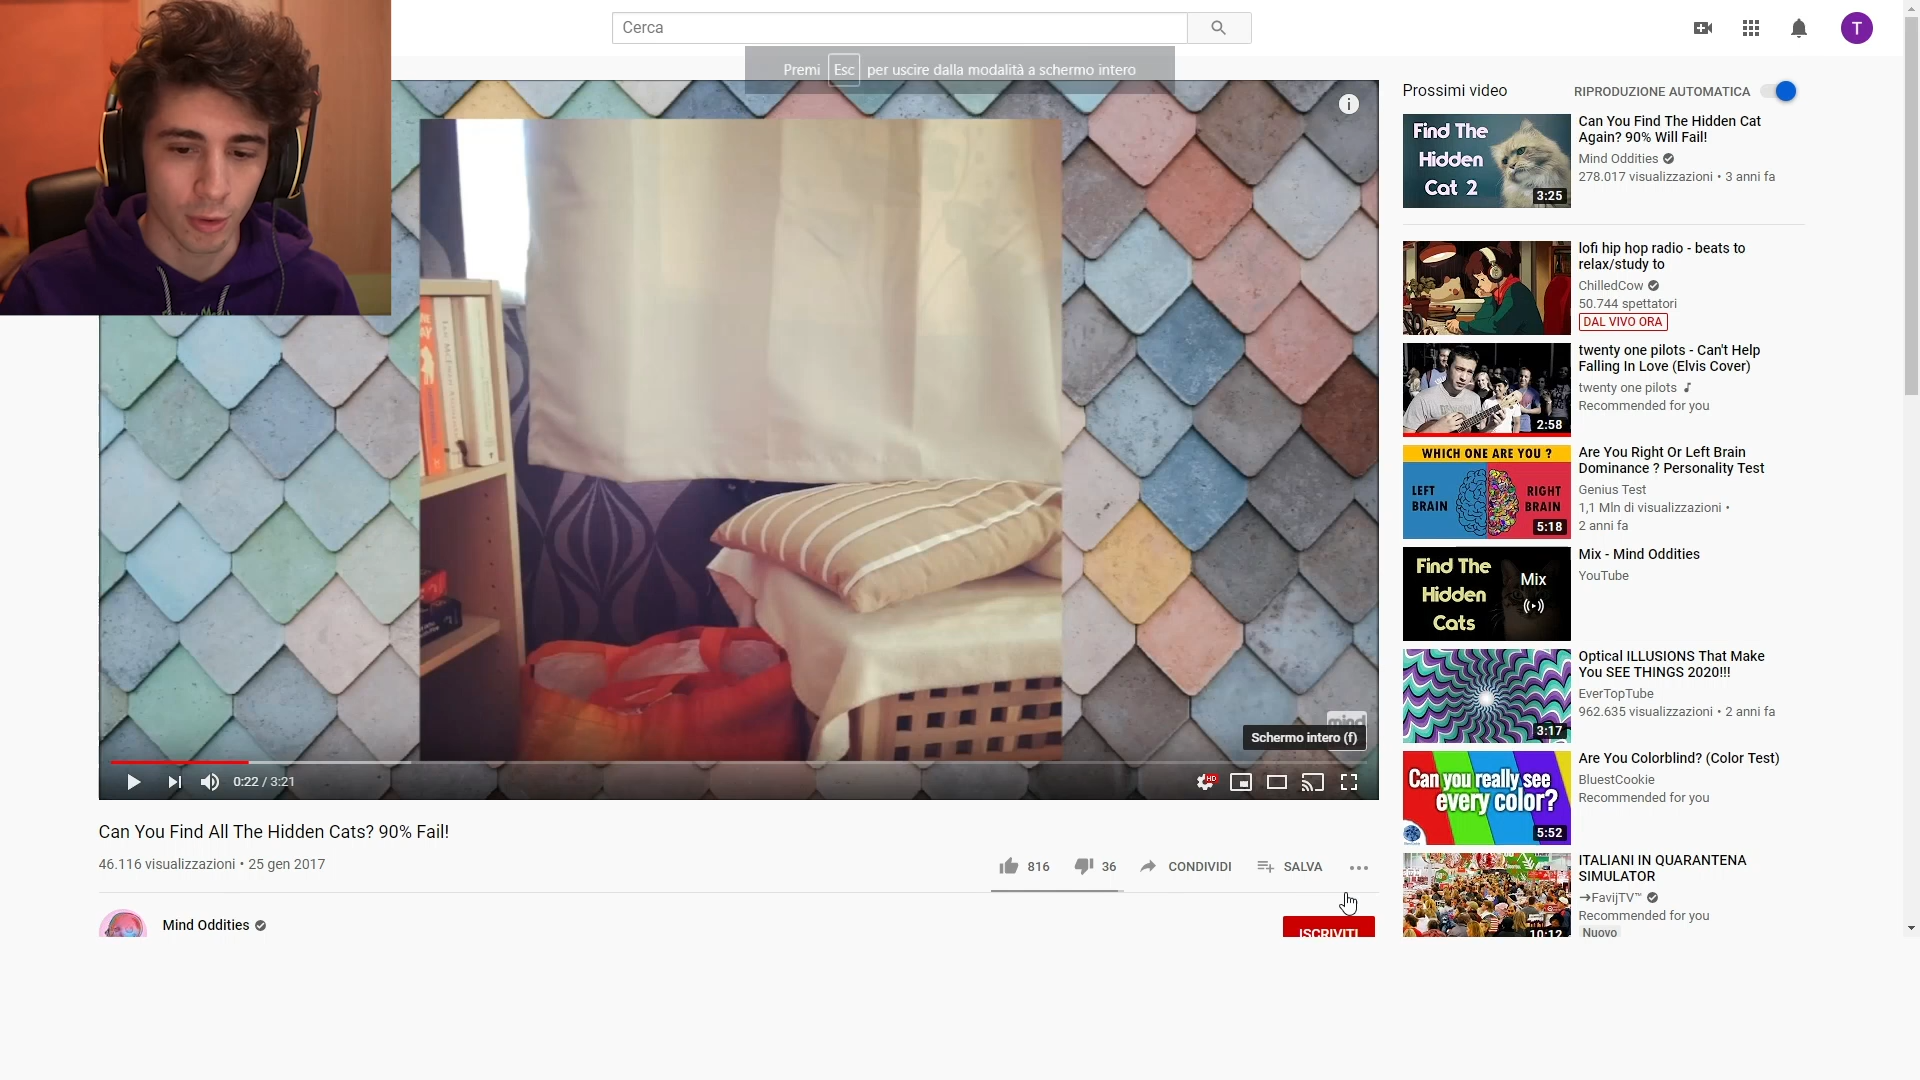 Cerca
T
Premi Esc per uscire dalla modalità a schermo intero
Prossimi video
RIPRODUZIONE AUTOMATICA
Find The
Hidden
Cat 2
3:25
Can You Find The Hidden Cat
Again? 90% Will Fail!
Mind Oddities
278.017 visualizzazioni • 3 anni fa
lofi hip hop radio - beats to
relax/study to
ChilledCow
50.744 spettatori
DAL VIVO ORA
2:58
twenty one pilots - Can't Help
Falling In Love (Elvis Cover)
twenty one pilots
Recommended for you
WHICH ONE ARE YOU ?
LEFT
BRAIN
RIGHT
BRAIN
5:18
Are You Right Or Left Brain
Dominance ? Personality Test
Genius Test
1,1 Mln di visualizzazioni •
2 anni fa
Find The
Hidden
Cats
Mix
Mix - Mind Oddities
YouTube
3:17
Optical ILLUSIONS That Make
You SEE THINGS 2020!!!
EverTopTube
962.635 visualizzazioni • 2 anni fa
Can you really see
every color?
5:52
Are You Colorblind? (Color Test)
BluestCookie
Recommended for you
10:12
ITALIANI IN QUARANTENA
SIMULATOR
➔FavijTV™
Recommended for you
Nuovo
mind
Schermo intero (f)
0:22 / 3:21
HD
Can You Find All The Hidden Cats? 90% Fail!
46.116 visualizzazioni • 25 gen 2017
816
36
CONDIVIDI
SALVA
Mind Oddities
ISCRIVITI